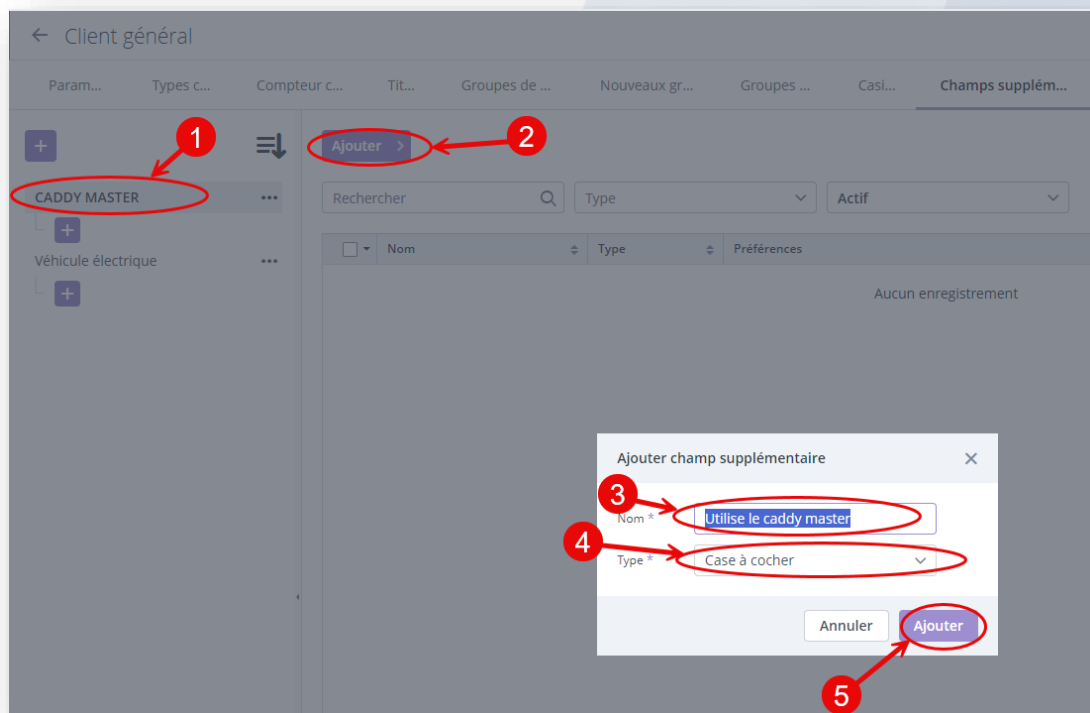 Client général
Param... Types c... Compteur c... Tit... Groupes de ... Nouveaux gr... Groupes ... Casi... Champs supplém...
1
Ajouter
2
CADDY MASTER
Rechercher Type Actif
Véhicule électrique
Nom Type Préférences
Aucun enregistrement
Ajouter champ supplémentaire
3
Nom * Utilise le caddy master
4
Type * Case à cocher
Annuler Ajouter
5